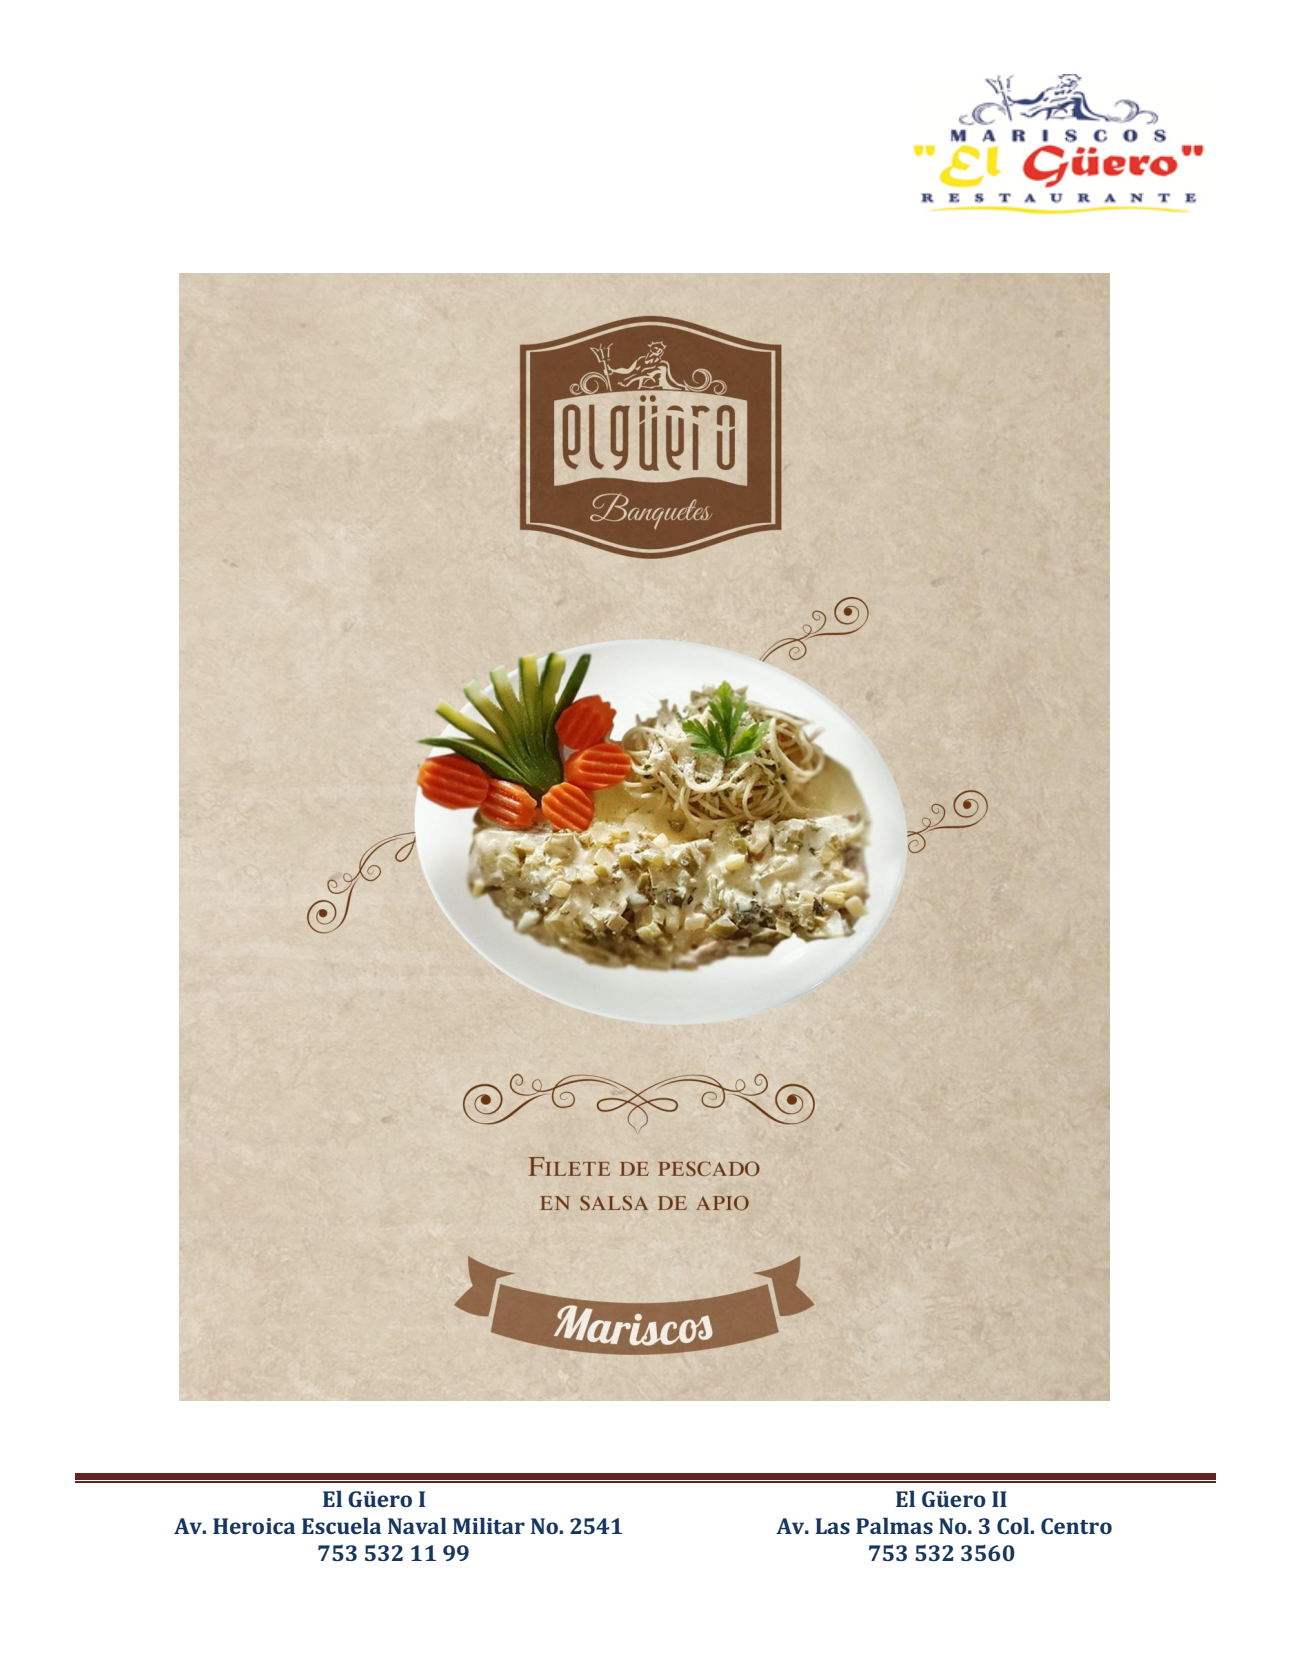 MARISCOS
"El Güero"
RESTAURANTE
elgüero
Banquetes
FILETE DE PESCADO
EN SALSA DE APIO
Mariscos
El Güero I
Av. Heroica Escuela Naval Militar No. 2541
753 532 11 99
El Güero II
Av. Las Palmas No. 3 Col. Centro
753 532 3560